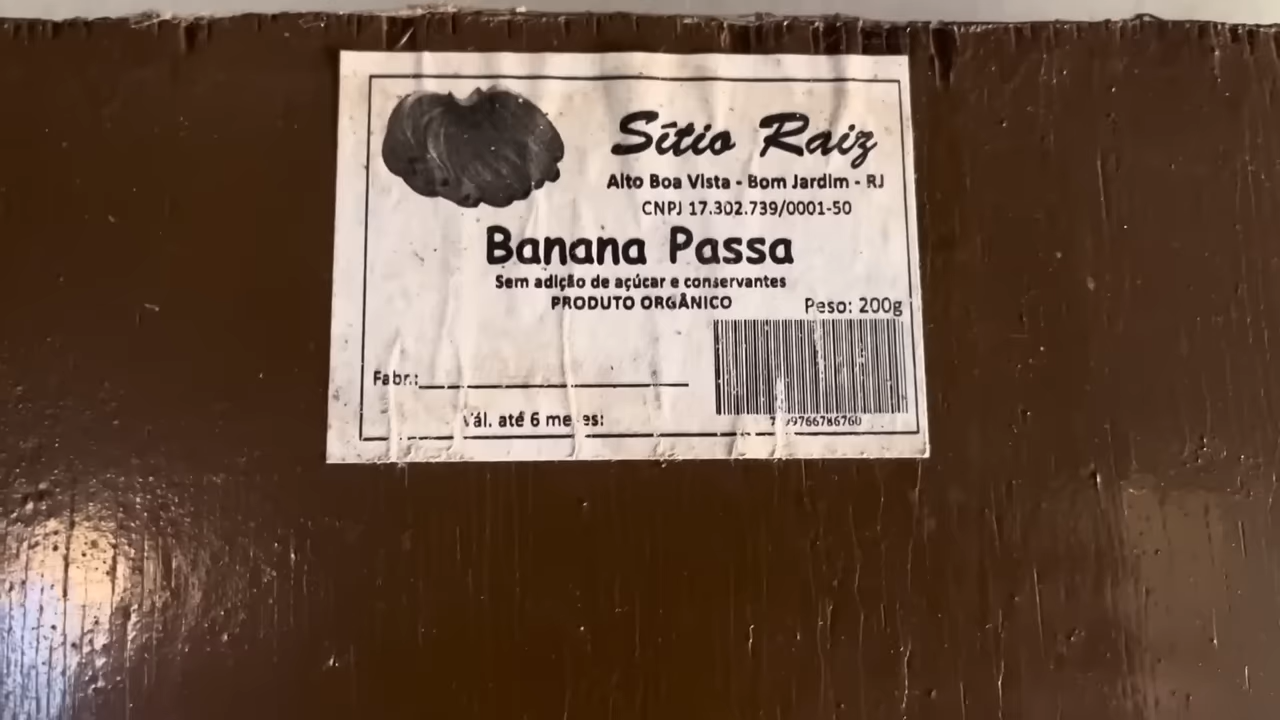 Sítio Raiz
Alto Boa Vista - Bom Jardim - RJ
CNPJ 17.302.739/0001-50
Banana Passa
Sem adição de açúcar e conservantes
PRODUTO ORGÂNICO
Peso: 200g
Fabr.:
Vál. até 6 meses: